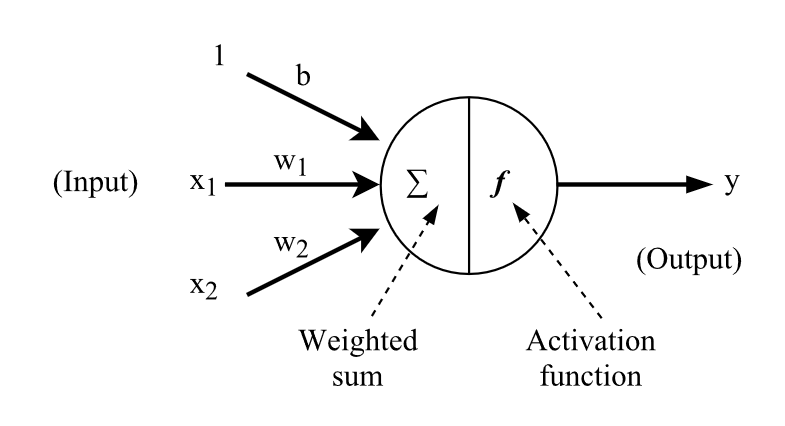 1
b
(Input)
x1
w1
Σ
f
y
w2
x2
(Output)
Weighted
sum
Activation
function